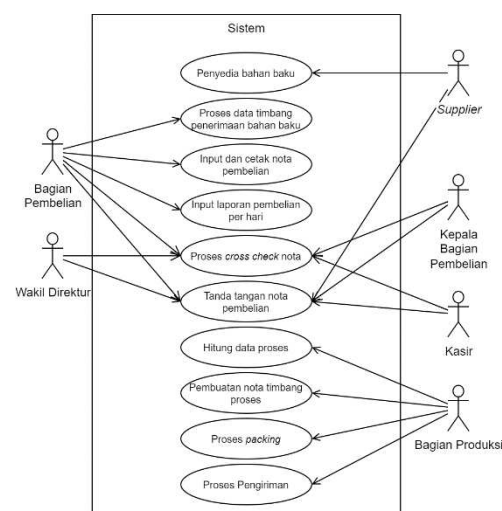 Sistem
Penyedia bahan baku
Supplier
Proses data timbang
penerimaan bahan baku
Input dan cetak nota
pembelian
Bagian
Pembelian
Input laporan pembelian
per hari
Kepala
Bagian
Pembelian
Proses cross check nota
Wakil Direktur
Tanda tangan nota
pembelian
Kasir
Hitung data proses
Pembuatan nota timbang
proses
Bagian Produksi
Proses packing
Proses Pengiriman